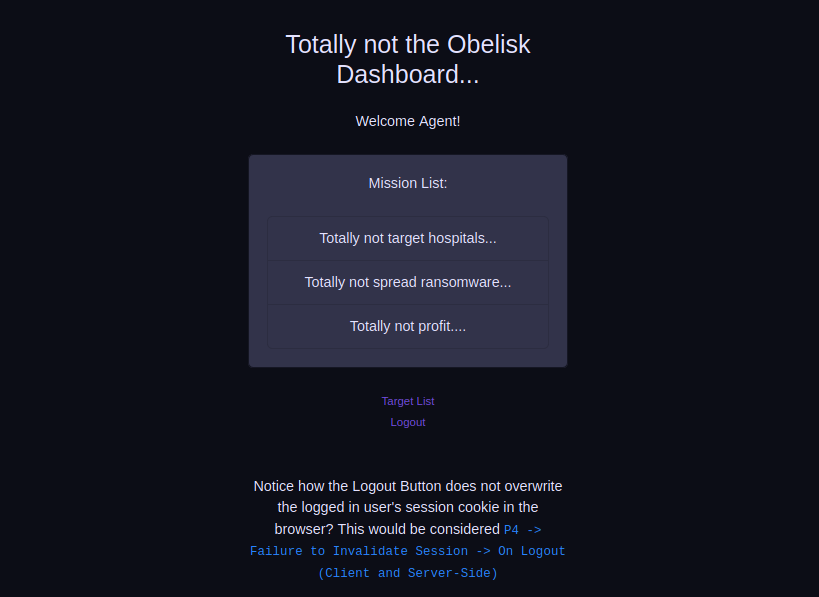 Totally not the Obelisk
Dashboard...
Welcome Agent!
Mission List:
Totally not target hospitals...
Totally not spread ransomware...
Totally not profit....
Target List
Logout
Notice how the Logout Button does not overwrite
the logged in user's session cookie in the
browser? This would be considered P4 ->
Failure to Invalidate Session -> On Logout
(Client and Server-Side)